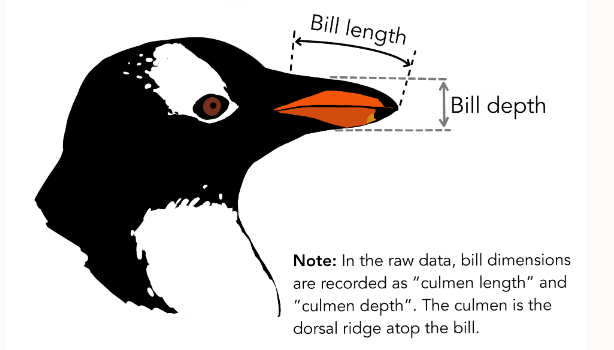 Bill length
Bill depth
Note: In the raw data, bill dimensions
are recorded as “culmen length” and
”culmen depth”. The culmen is the
dorsal ridge atop the bill.